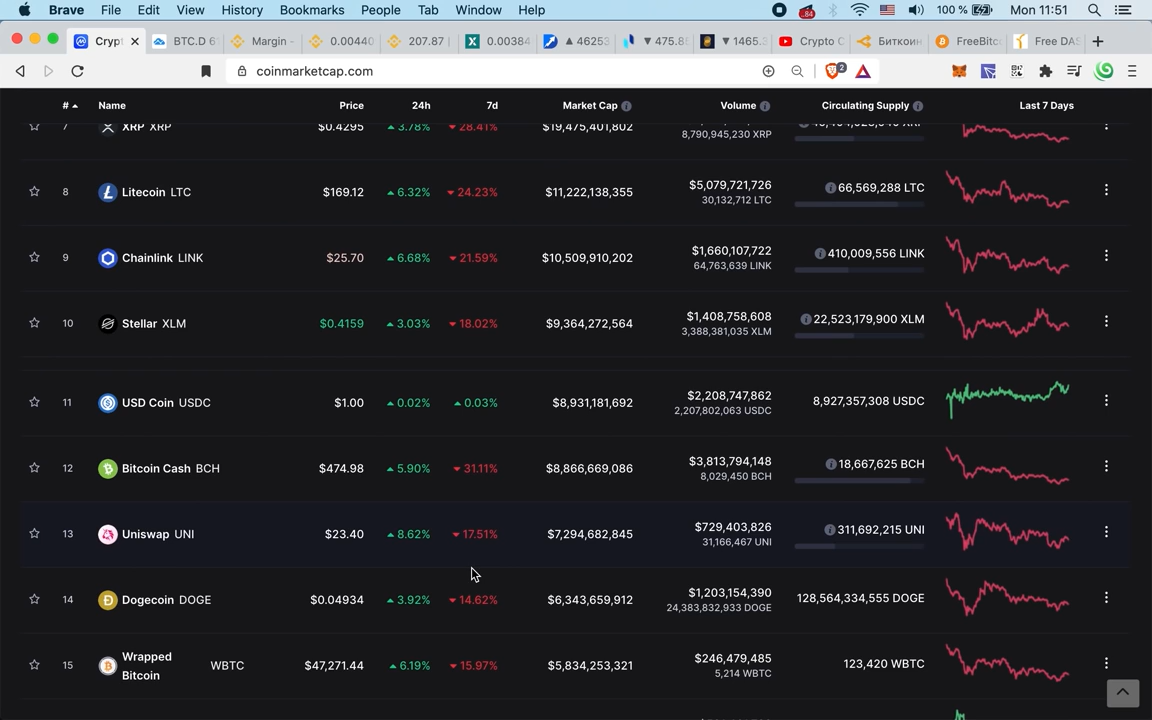 Brave File Edit View History Bookmarks People Tab Window Help .84 100 % Mon 11:51
Crypt BTC.D 6 Margin - 0.00440 207.87 | 0.00384 ▲ 46253 ▼ 475.8 ▼ 1465.3 Crypto C Биткоин FreeBitc Free DAS
coinmarketcap.com 2
# Name Price 24h 7d Market Cap Volume Circulating Supply Last 7 Days
7 XRP XRP $0.4295 3.78% 28.41% $19,475,401,802
8,790,945,230 XRP
8 Litecoin LTC $169.12 6.32% 24.23% $11,222,138,355 $5,079,721,726 66,569,288 LTC
30,132,712 LTC
9 Chainlink LINK $25.70 6.68% 21.59% $10,509,910,202 $1,660,107,722 410,009,556 LINK
64,763,639 LINK
10 Stellar XLM $0.4159 3.03% 18.02% $9,364,272,564 $1,408,758,608 22,523,179,900 XLM
3,388,381,035 XLM
11 USD Coin USDC $1.00 0.02% 0.03% $8,931,181,692 $2,208,747,862 8,927,357,308 USDC
2,207,802,063 USDC
12 Bitcoin Cash BCH $474.98 5.90% 31.11% $8,866,669,086 $3,813,794,148 18,667,625 BCH
8,029,450 BCH
13 Uniswap UNI $23.40 8.62% 17.51% $7,294,682,845 $729,403,826 311,692,215 UNI
31,166,467 UNI
14 Dogecoin DOGE $0.04934 3.92% 14.62% $6,343,659,912 $1,203,154,390 128,564,334,555 DOGE
24,383,832,933 DOGE
15 Wrapped Bitcoin WBTC $47,271.44 6.19% 15.97% $5,834,253,321 $246,479,485 123,420 WBTC
5,214 WBTC